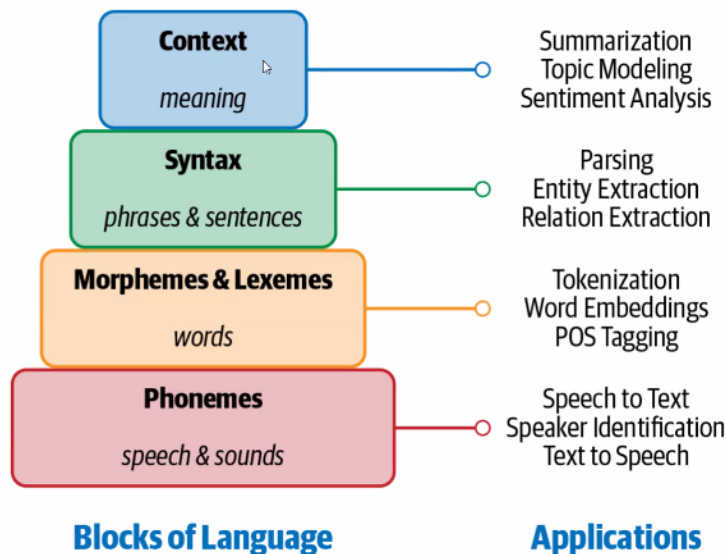 Context
meaning
Summarization
Topic Modeling
Sentiment Analysis
Syntax
phrases & sentences
Parsing
Entity Extraction
Relation Extraction
Morphemes & Lexemes
words
Tokenization
Word Embeddings
POS Tagging
Phonemes
speech & sounds
Speech to Text
Speaker Identification
Text to Speech
Blocks of Language
Applications